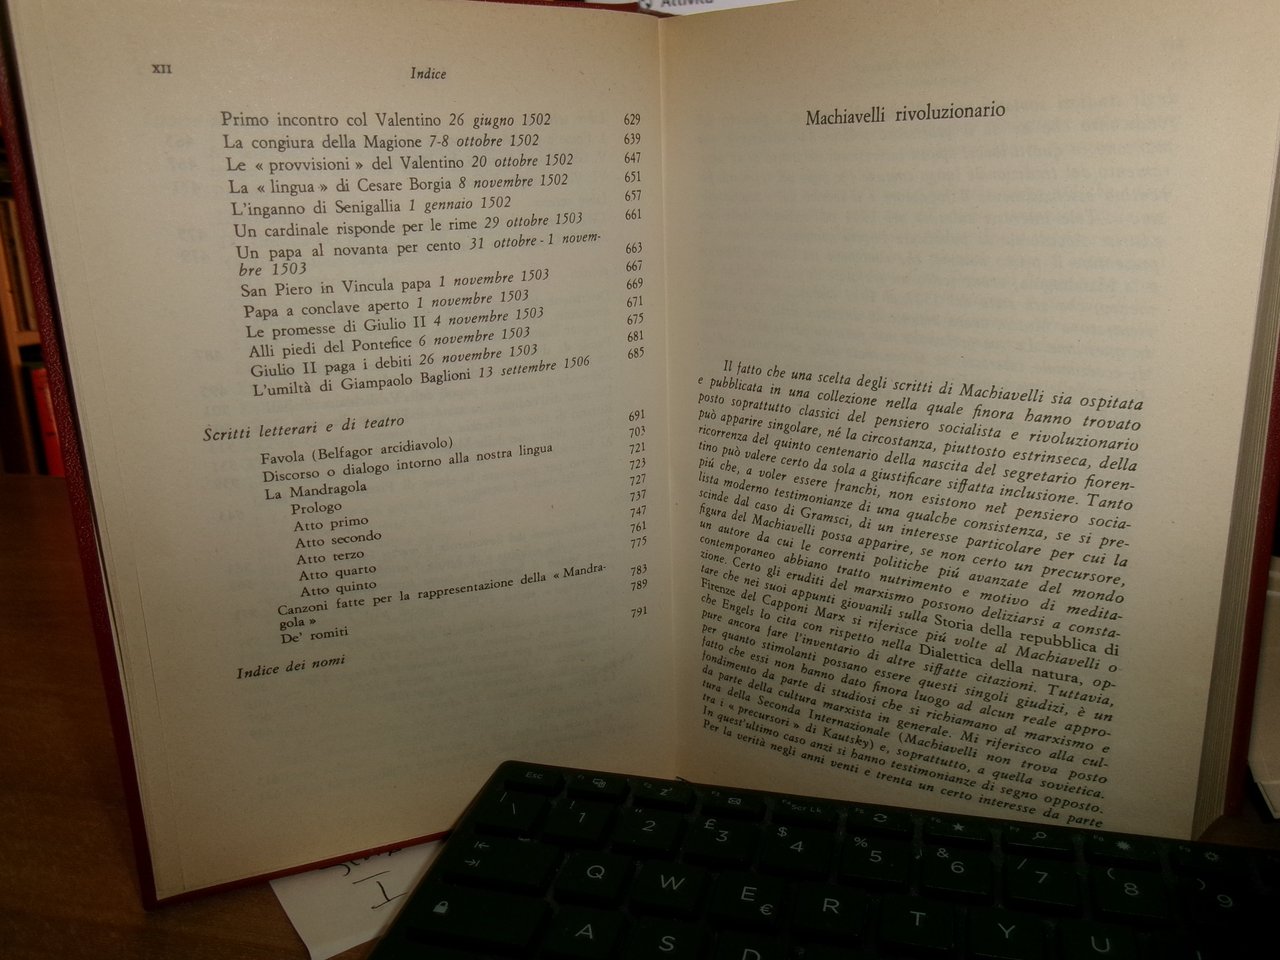 Attività
XII
Indice
Primo incontro col Valentino 26 giugno 1502 629
La congiura della Magione 7-8 ottobre 1502 639
Le « provvisioni » del Valentino 20 ottobre 1502 647
La « lingua » di Cesare Borgia 8 novembre 1502 651
L'inganno di Senigallia 1 gennaio 1502 657
Un cardinale risponde per le rime 29 ottobre 1503 661
Un papa al novanta per cento 31 ottobre - 1 novem-
bre 1503 663
San Piero in Vincula papa 1 novembre 1503 667
Papa a conclave aperto 1 novembre 1503 669
Le promesse di Giulio II 4 novembre 1503 671
Alli piedi del Pontefice 6 novembre 1503 675
Giulio II paga i debiti 26 novembre 1503 681
L'umiltà di Giampaolo Baglioni 13 settembre 1506 685
Scritti letterari e di teatro
Favola (Belfagor arcidiavolo) 691
Discorso o dialogo intorno alla nostra lingua 703
La Mandragola 721
Prologo 723
Atto primo 727
Atto secondo 737
Atto terzo 747
Atto quarto 761
Atto quinto 775
Canzoni fatte per la rappresentazione della « Mandra-
gola » 783
De' romiti 789
Indice dei nomi 791
Machiavelli rivoluzionario
Il fatto che una scelta degli scritti di Machiavelli sia ospitata
e pubblicata in una collezione nella quale finora hanno trovato
posto soprattutto classici del pensiero socialista e rivoluzionario
può apparire singolare, né la circostanza, piuttosto estrinseca, della
ricorrenza del quinto centenario della nascita del segretario fioren-
tino può valere certo da sola a giustificare siffatta inclusione. Tanto
piú che, a voler essere franchi, non esistono nel pensiero socia-
lista moderno testimonianze di una qualche consistenza, se si pre-
scinde dal caso di Gramsci, di un interesse particolare per cui la
figura del Machiavelli possa apparire, se non certo un precursore,
un autore da cui le correnti politiche piú avanzate del mondo
contemporaneo abbiano tratto nutrimento e motivo di medita-
zione. Certo gli eruditi del marxismo possono deliziarsi a consta-
tare che nei suoi appunti giovanili sulla Storia della repubblica di
Firenze del Capponi Marx si riferisce piú volte al Machiavelli o
che Engels lo cita con rispetto nella Dialettica della natura, op-
pure ancora fare l'inventario di altre siffatte citazioni. Tuttavia,
per quanto stimolanti possano essere questi singoli giudizi, è un
fatto che essi non hanno dato finora luogo ad alcun reale appro-
fondimento da parte di studiosi che si richiamano al marxismo e
da parte della cultura marxista in generale. Mi riferisco alla cul-
tura della Seconda Internazionale (Machiavelli non trova posto
tra i « precursori » di Kautsky) e, soprattutto, a quella sovietica.
In quest'ultimo caso anzi si hanno testimonianze di segno opposto.
Per la verità negli anni venti e trenta un certo interesse da parte
Esc F2 F3 Scr Lk
| \ ! 1 " 2 £ 3 $ 4 % 5 & 6 / 7 ( 8 ) 9
Q W E € R T Y U
A S D